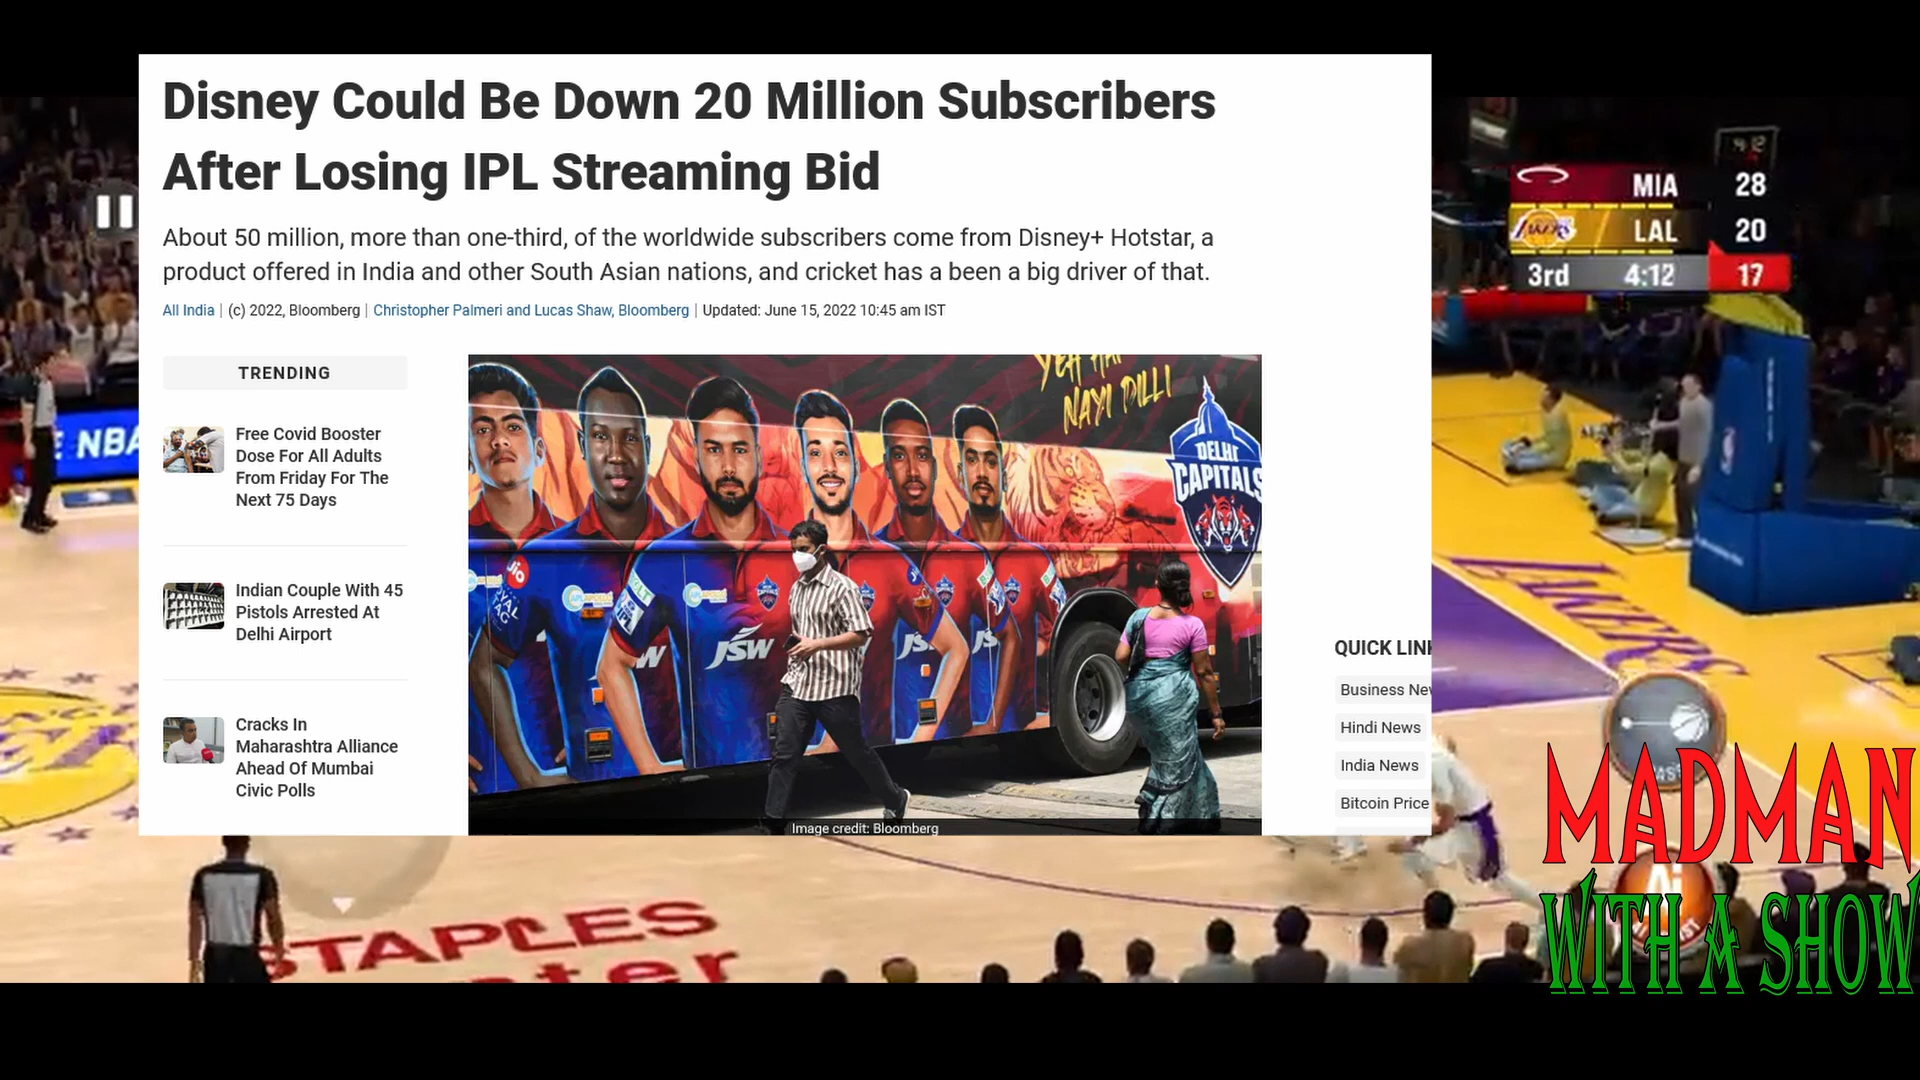 Disney Could Be Down 20 Million Subscribers
After Losing IPL Streaming Bid
About 50 million, more than one-third, of the worldwide subscribers come from Disney+ Hotstar, a
product offered in India and other South Asian nations, and cricket has a been a big driver of that.
All India | (c) 2022, Bloomberg | Christopher Palmeri and Lucas Shaw, Bloomberg | Updated: June 15, 2022 10:45 am IST
TRENDING
Free Covid Booster
Dose For All Adults
From Friday For The
Next 75 Days
Indian Couple With 45
Pistols Arrested At
Delhi Airport
Cracks In
Maharashtra Alliance
Ahead Of Mumbai
Civic Polls
NAYI DILLI
DELHI
CAPITALS
Jio
JSW
Image credit: Bloomberg
QUICK LIN
Business Ne
Hindi News
India News
Bitcoin Price
MIA 28
LAKERS LAL 20
3rd 4:12 17
NBA
LAKERS
STAPLES
MADMAN
WITH A SHOW